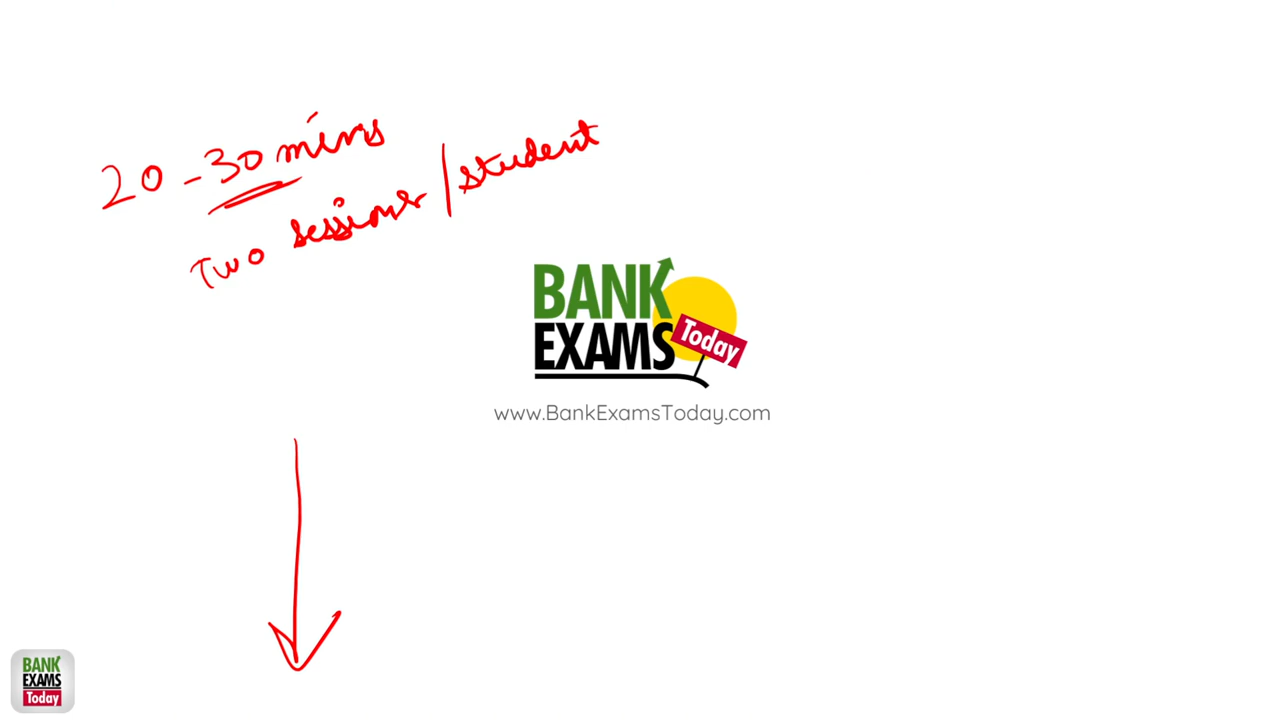 20 - 30 mins
Two sessions / student
BANK
EXAMS
Today
www.BankExamsToday.com
BANK
EXAMS
Today